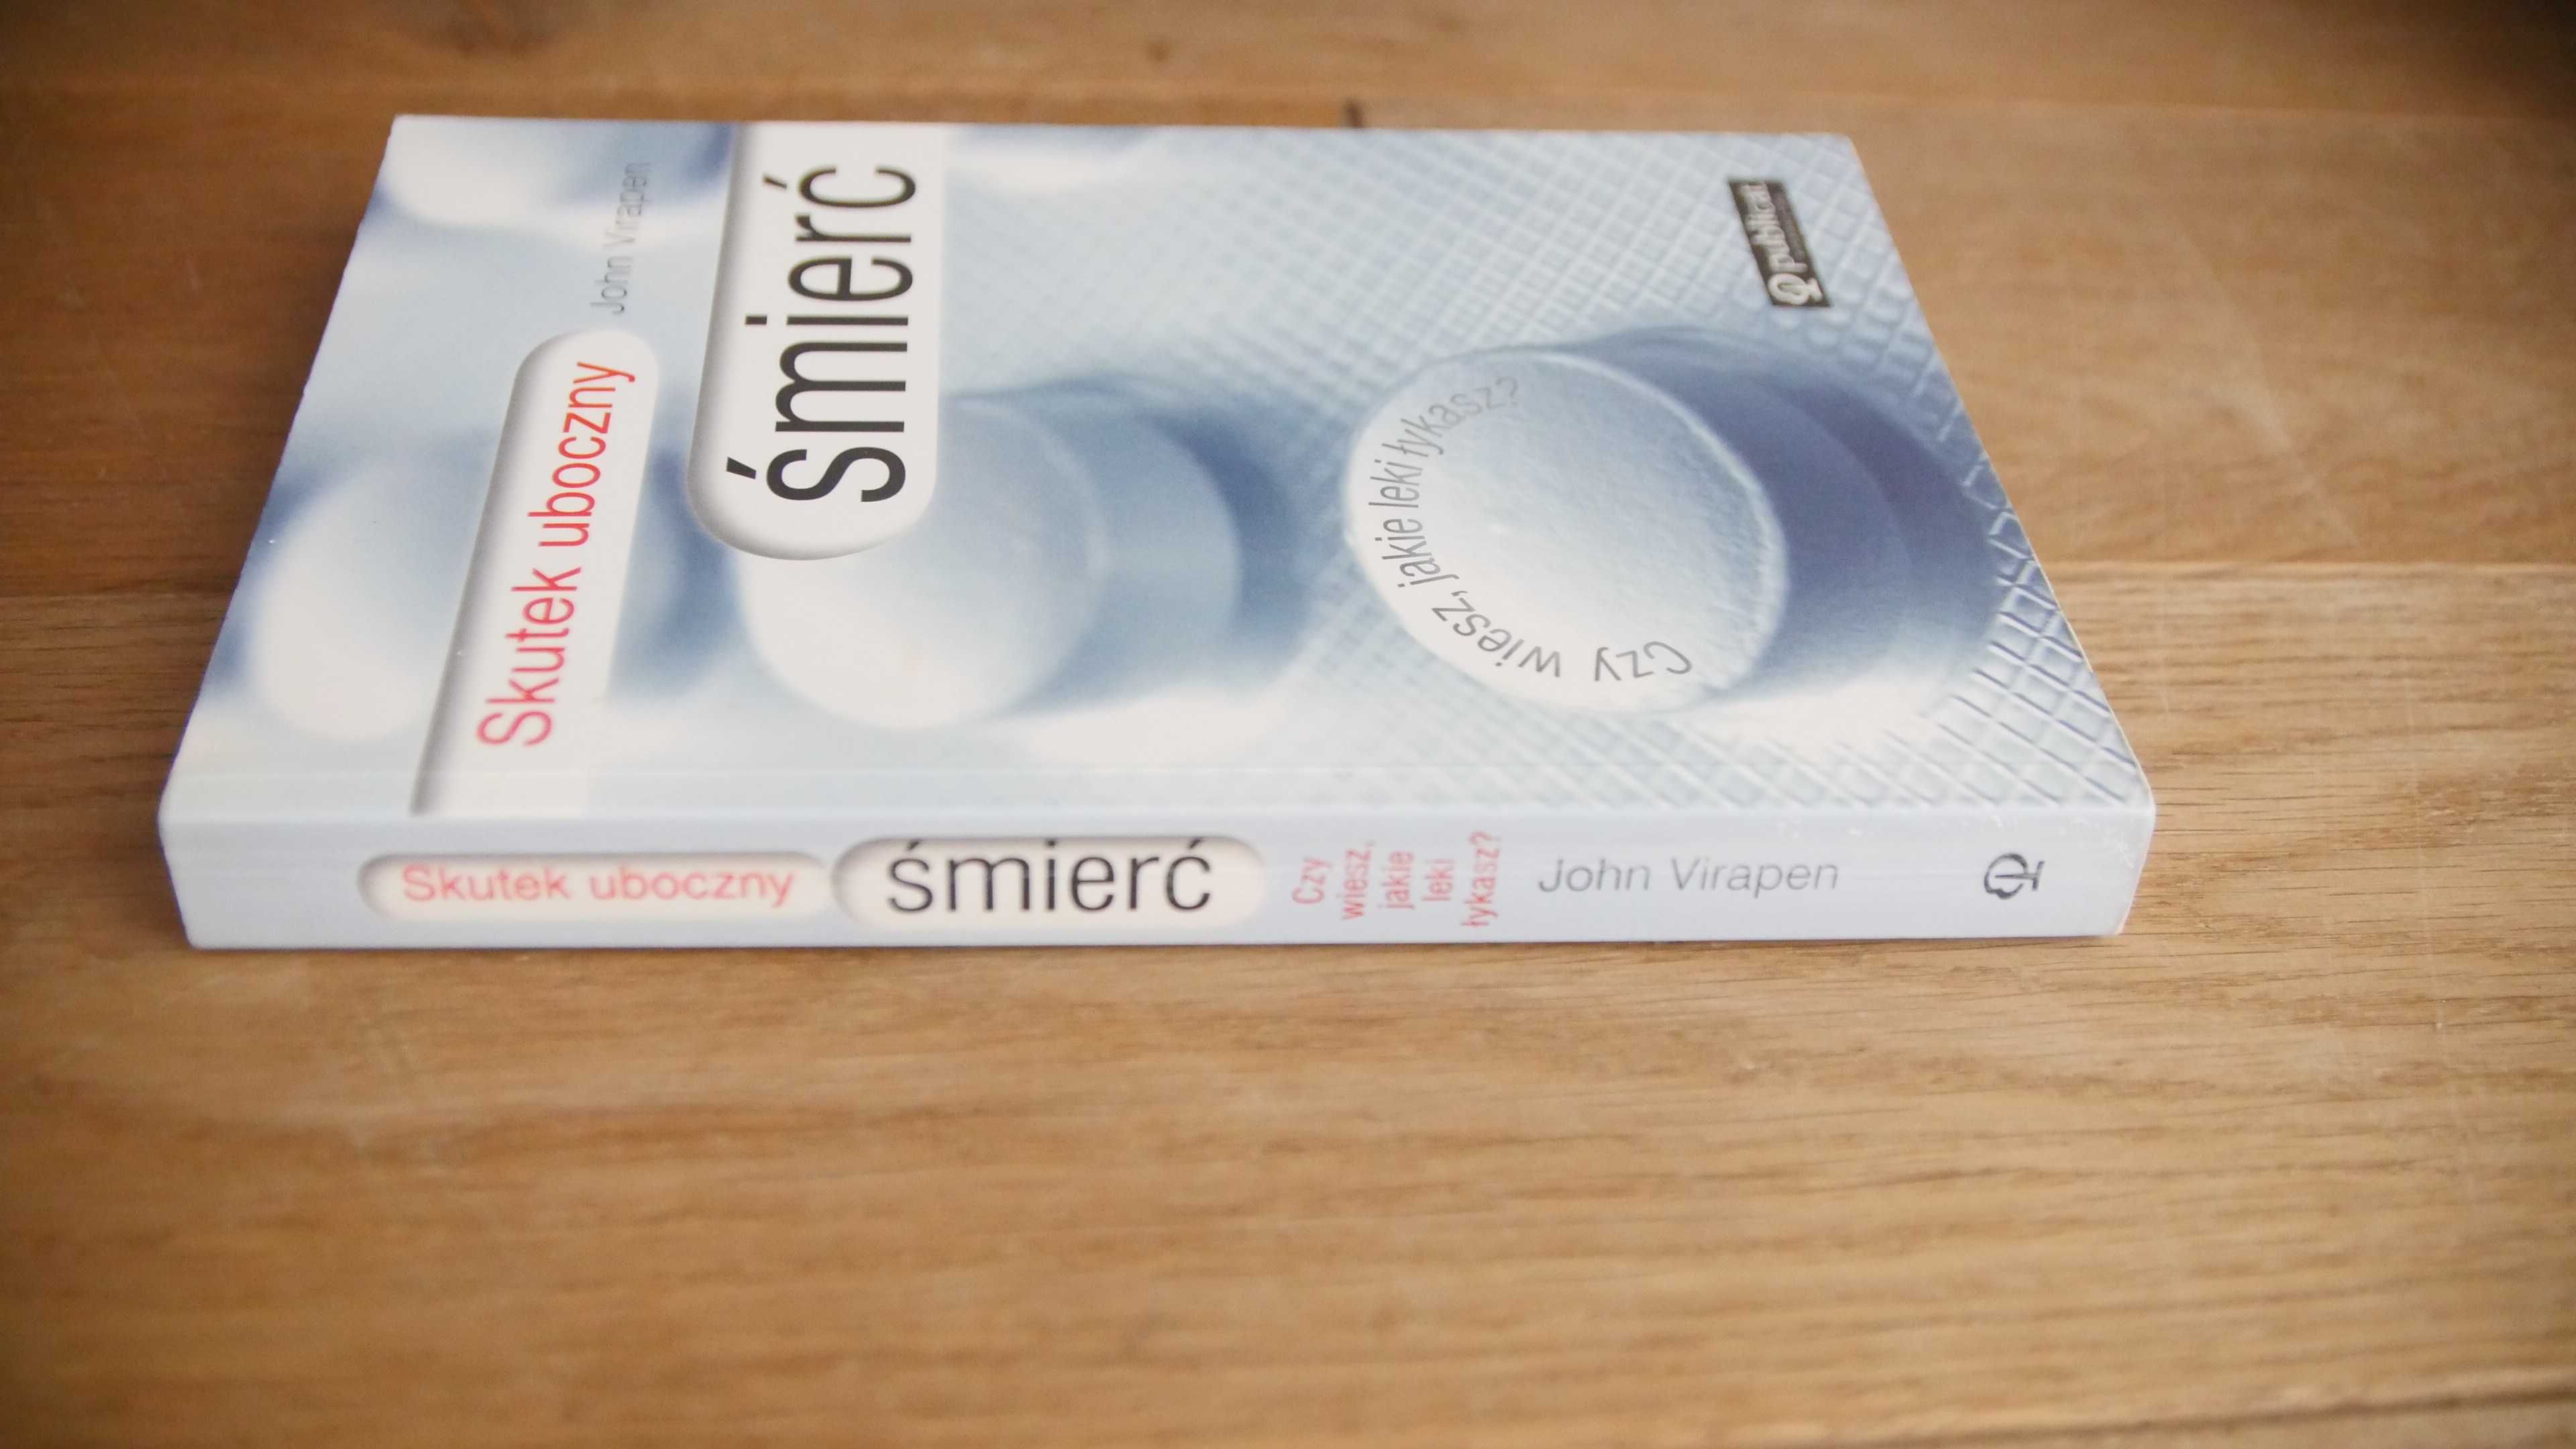 John Virapen
Skutek uboczny
śmierć
Czy wiesz, jakie leki łykasz?
publicat
Skutek uboczny
śmierć
Czy
wiesz,
jakie
leki
łykasz?
John Virapen